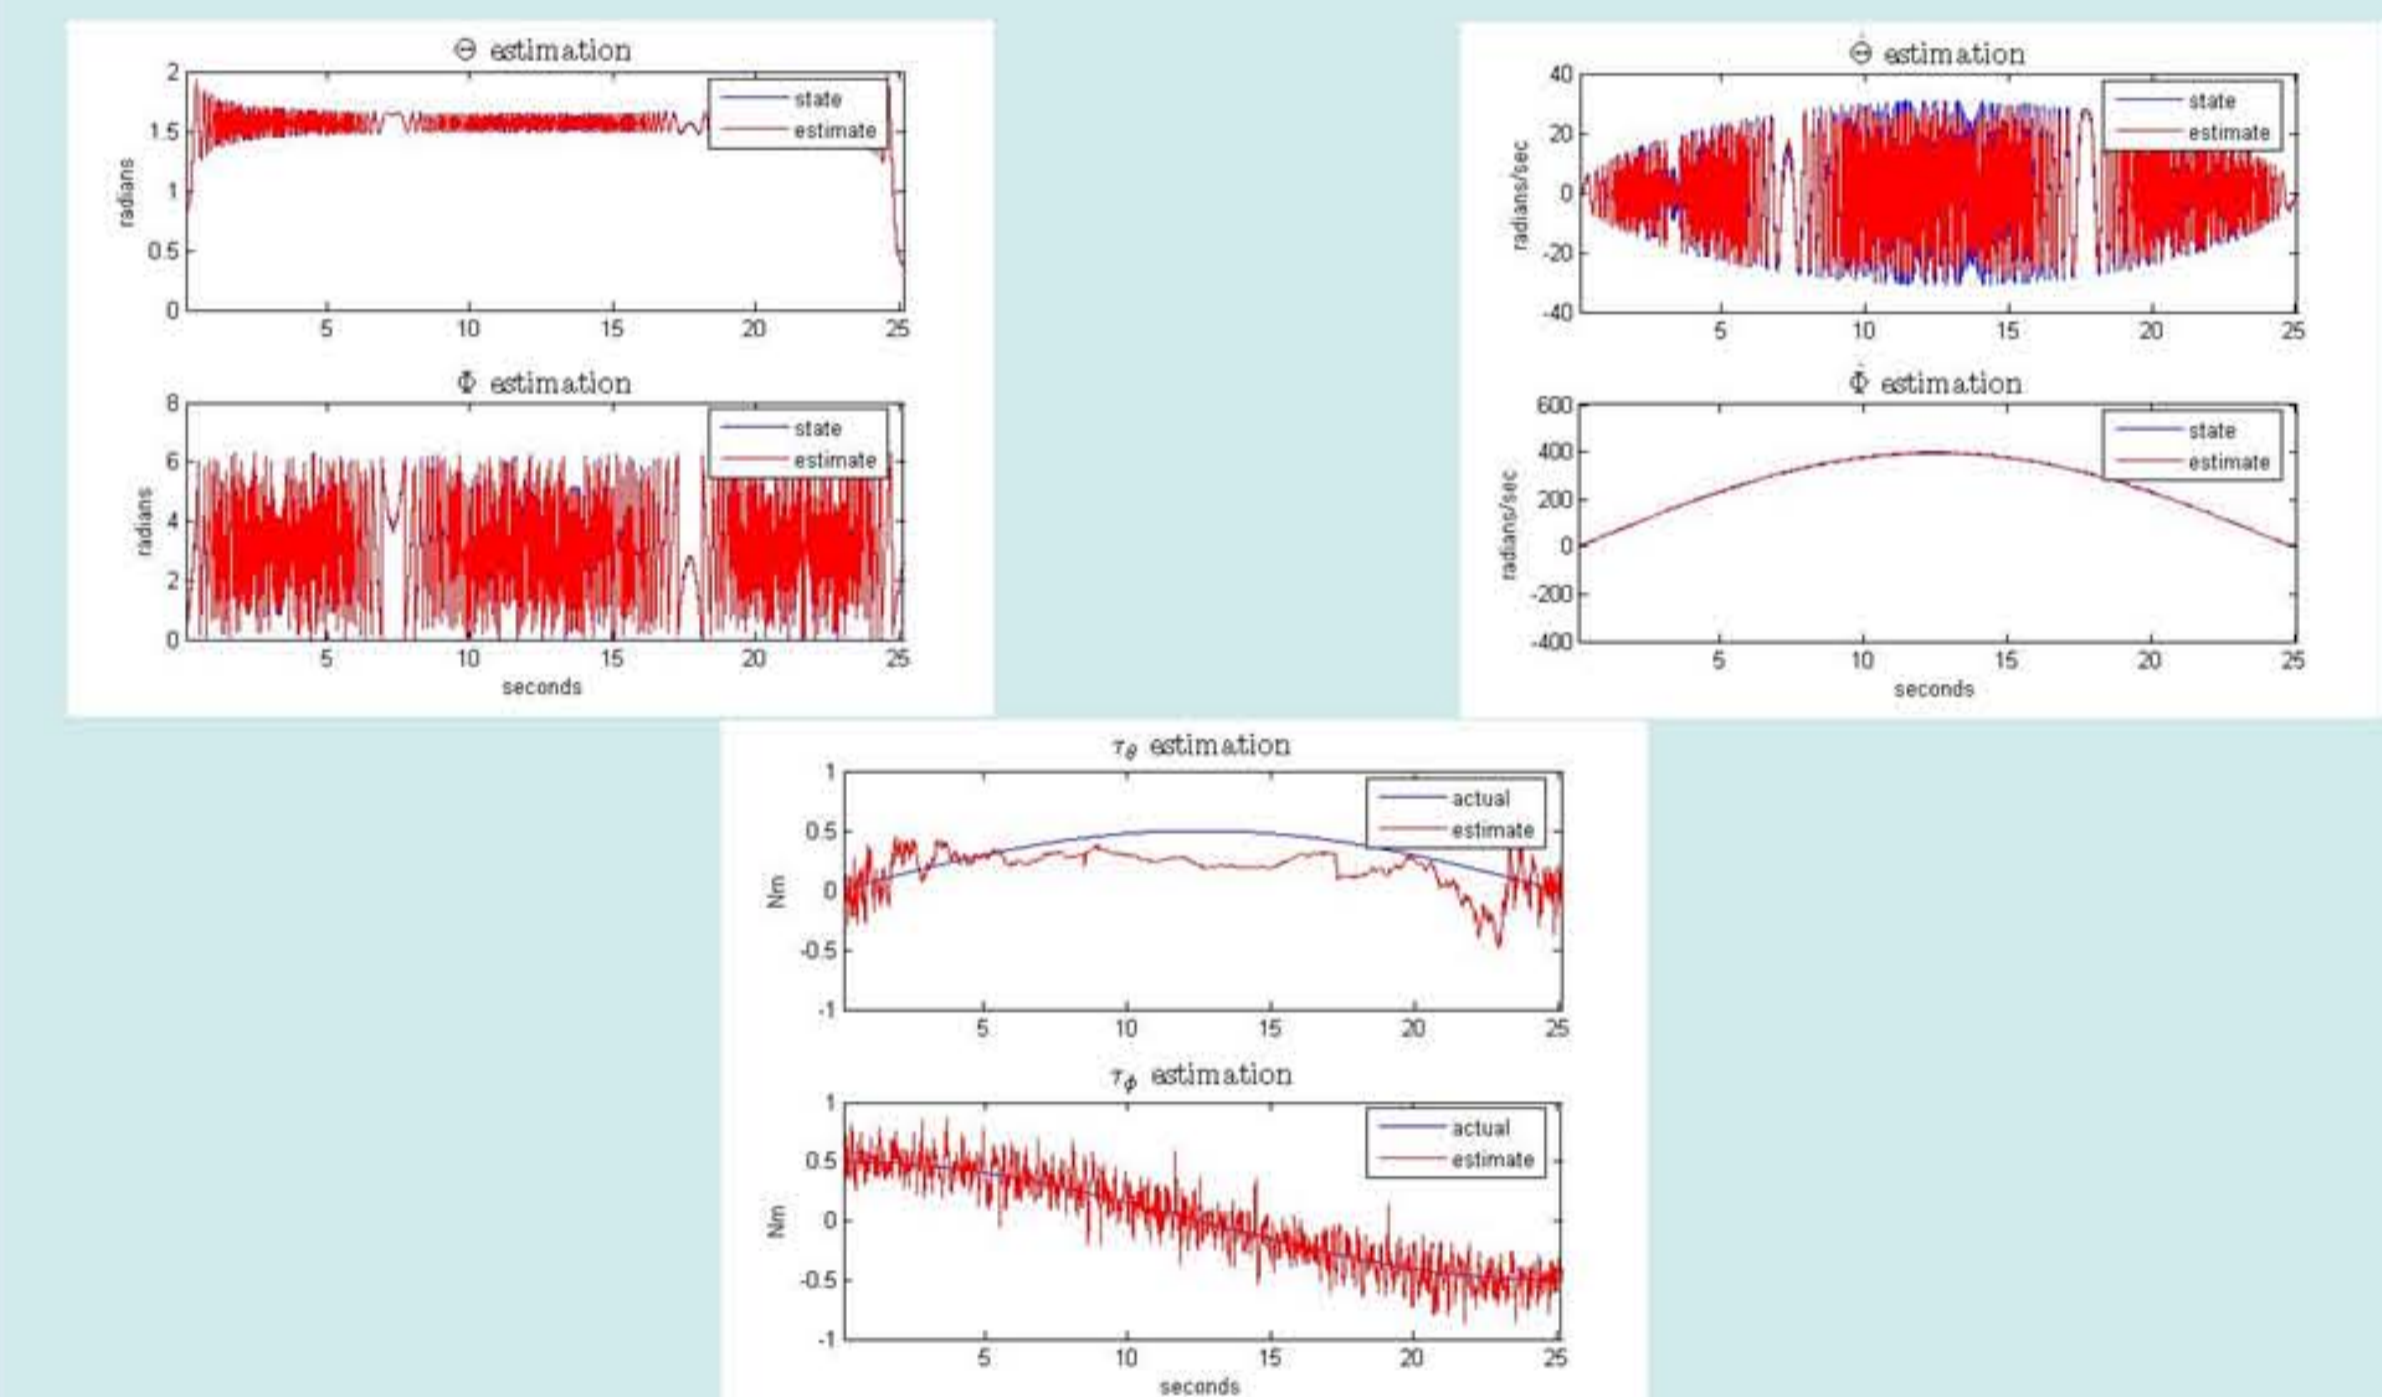 Θ estimation
2
1.5
1
0.5
0
radians
state
estimate
5 10 15 20 25
Φ estimation
8
6
4
2
0
radians
state
estimate
5 10 15 20 25
seconds
Θ̇ estimation
40
20
0
-20
-40
radians/sec
state
estimate
5 10 15 20 25
Φ̇ estimation
600
400
200
0
-200
-400
radians/sec
state
estimate
5 10 15 20 25
seconds
τθ estimation
1
0.5
0
-0.5
-1
Nm
actual
estimate
5 10 15 20 25
τϕ estimation
1
0.5
0
-0.5
-1
Nm
actual
estimate
5 10 15 20 25
seconds